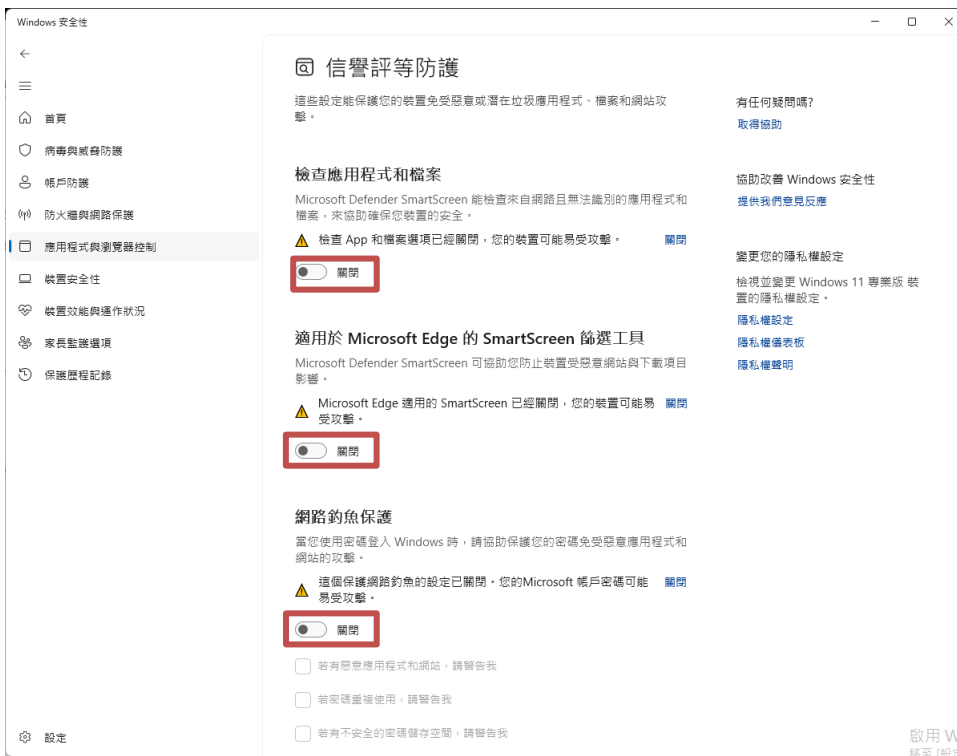 Windows 安全性
首頁
病毒與威脅防護
帳戶防護
防火牆與網路保護
應用程式與瀏覽器控制
裝置安全性
裝置效能與運作狀況
家長監護選項
保護歷程記錄
設定
信譽評等防護
這些設定能保護您的裝置免受惡意或潛在垃圾應用程式、檔案和網站攻
擊。
檢查應用程式和檔案
Microsoft Defender SmartScreen 能檢查來自網路且無法識別的應用程式和
檔案，來協助確保您裝置的安全。
檢查 App 和檔案選項已經關閉，您的裝置可能易受攻擊。
關閉
關閉
適用於 Microsoft Edge 的 SmartScreen 篩選工具
Microsoft Defender SmartScreen 可協助您防止裝置受惡意網站與下載項目
影響。
Microsoft Edge 適用的 SmartScreen 已經關閉，您的裝置可能易
受攻擊。
關閉
關閉
網路釣魚保護
當您使用密碼登入 Windows 時，請協助保護您的密碼免受惡意應用程式和
網站的攻擊。
這個保護網路釣魚的設定已關閉。您的Microsoft 帳戶密碼可能
易受攻擊。
關閉
關閉
若有惡意應用程式和網站，請警告我
若密碼重複使用，請警告我
若有不安全的密碼儲存空間，請警告我
有任何疑問嗎?
取得協助
協助改善 Windows 安全性
提供我們意見反應
變更您的隱私權設定
檢視並變更 Windows 11 專業版 裝
置的隱私權設定。
隱私權設定
隱私權儀表板
隱私權聲明
啟用 W
移至 [設定